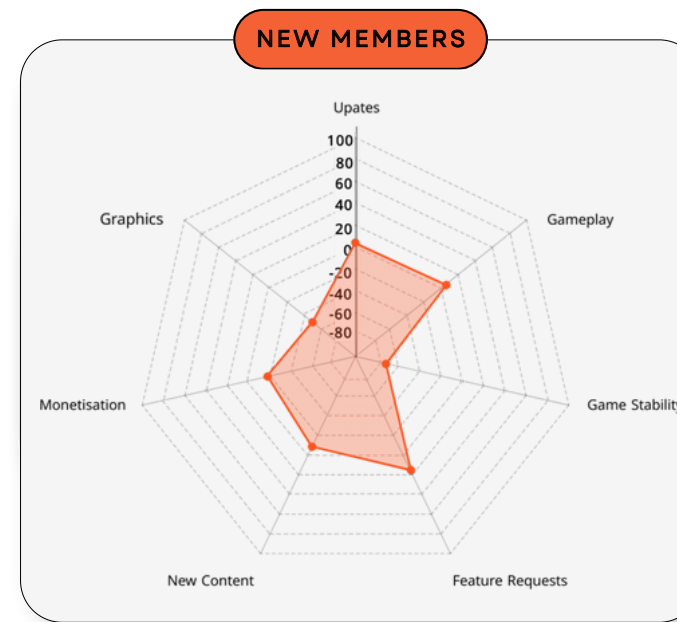 NEW MEMBERS
Upates
100
80
60
40
20
0
-20
-40
-60
-80
Graphics
Gameplay
Monetisation
Game Stability
New Content
Feature Requests